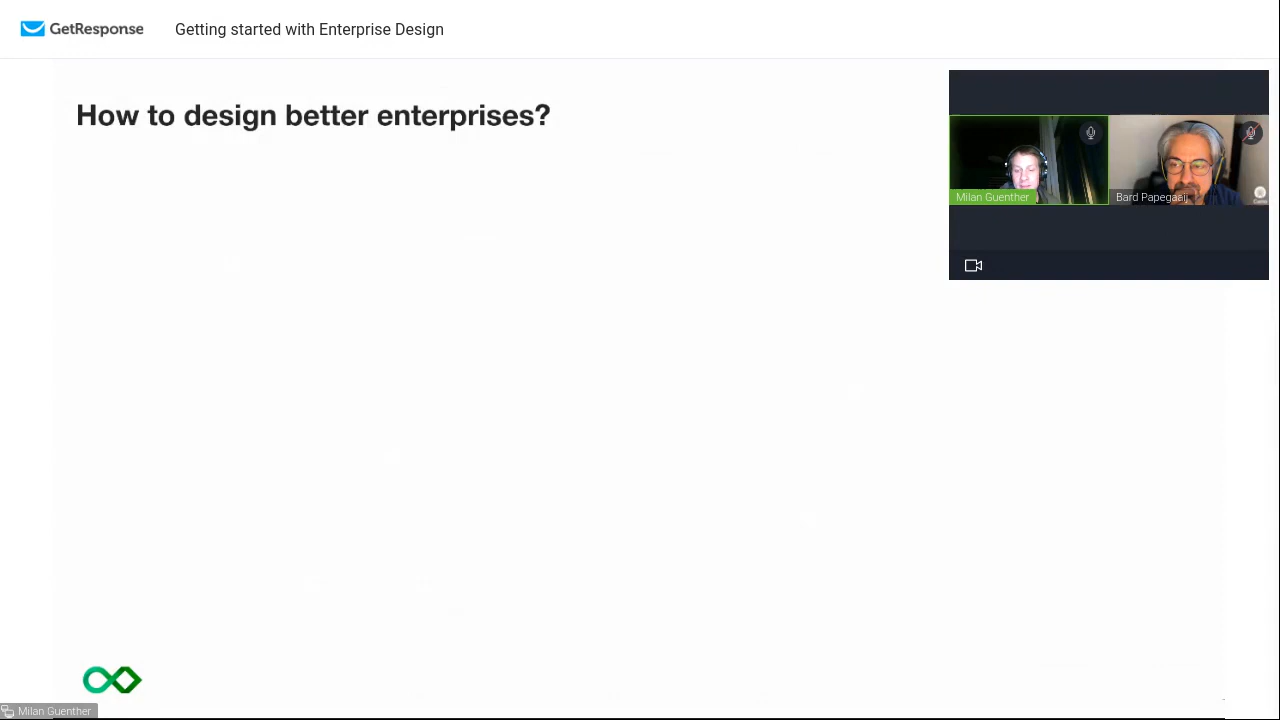 GetResponse
Getting started with Enterprise Design
How to design better enterprises?
Milan Guenther
Bard Papegaaij
Milan Guenther